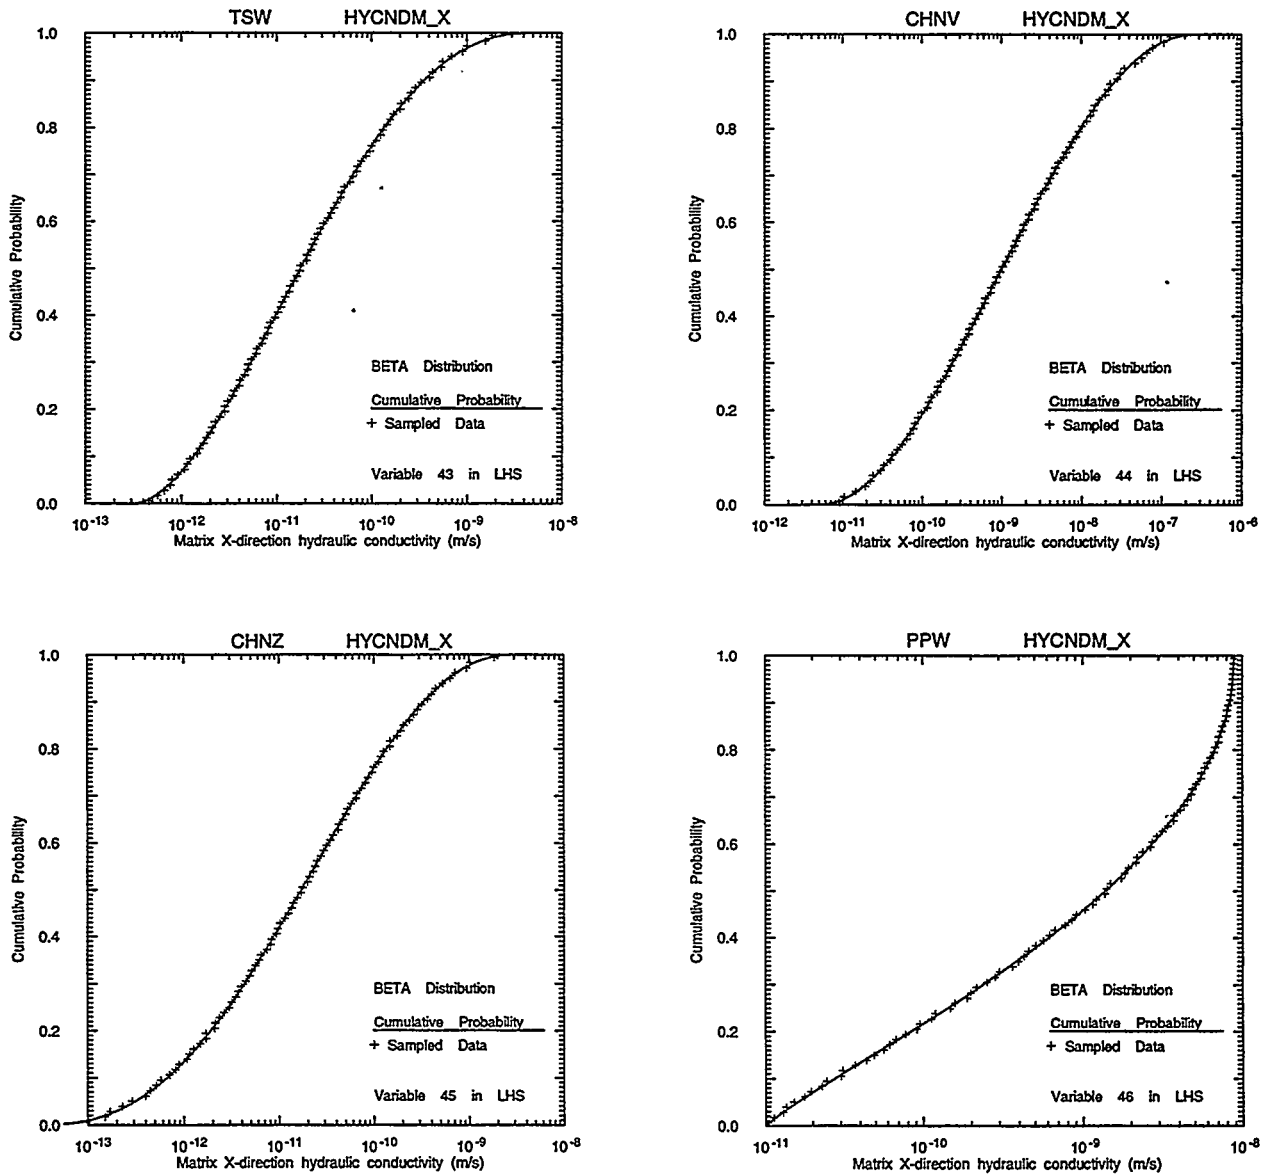 TSW HYCNDM_X
1.0
0.8
0.6
0.4
0.2
0.0
Cumulative Probability
BETA Distribution
Cumulative Probability
+ Sampled Data
Variable 43 in LHS
10-13 10-12 10-11 10-10 10-9 10-8
Matrix X-direction hydraulic conductivity (m/s)
CHNV HYCNDM_X
1.0
0.8
0.6
0.4
0.2
0.0
Cumulative Probability
BETA Distribution
Cumulative Probability
+ Sampled Data
Variable 44 in LHS
10-12 10-11 10-10 10-9 10-8 10-7 10-6
Matrix X-direction hydraulic conductivity (m/s)
CHNZ HYCNDM_X
1.0
0.8
0.6
0.4
0.2
0.0
Cumulative Probability
BETA Distribution
Cumulative Probability
+ Sampled Data
Variable 45 in LHS
10-13 10-12 10-11 10-10 10-9 10-8
Matrix X-direction hydraulic conductivity (m/s)
PPW HYCNDM_X
1.0
0.8
0.6
0.4
0.2
0.0
Cumulative Probability
BETA Distribution
Cumulative Probability
+ Sampled Data
Variable 46 in LHS
10-11 10-10 10-9 10-8
Matrix X-direction hydraulic conductivity (m/s)